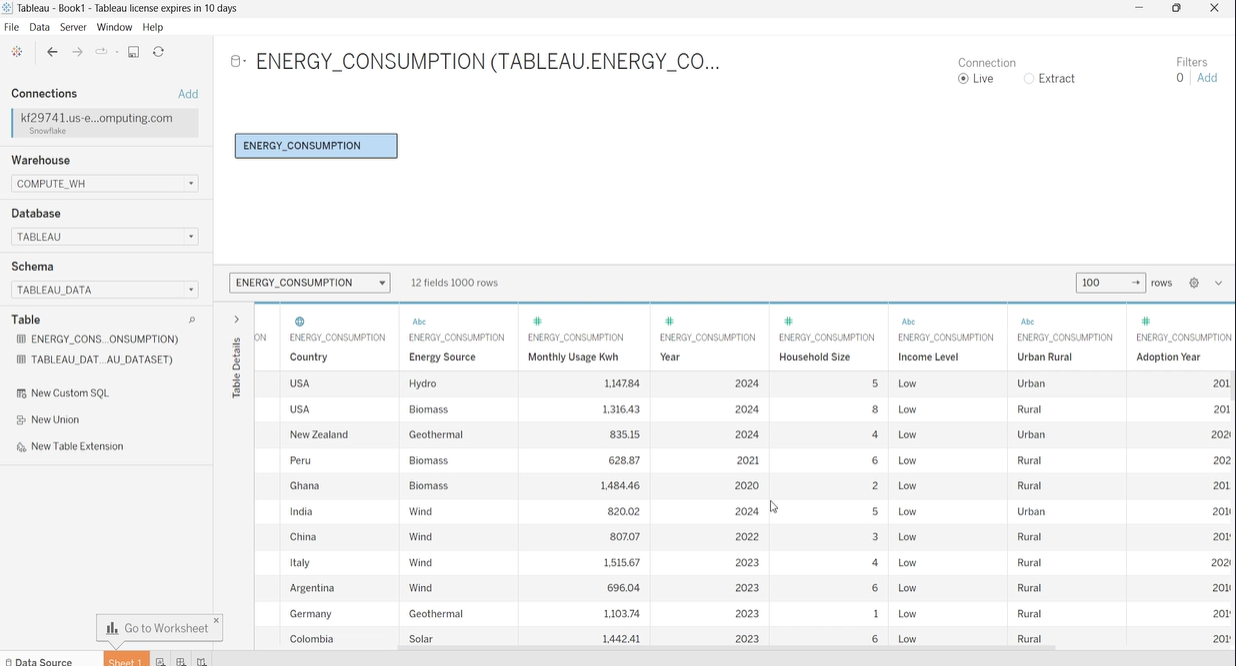 Tableau - Book1 - Tableau license expires in 10 days
File Data Server Window Help
Connections Add
kf29741.us-e...omputing.com
Snowflake
Warehouse
COMPUTE_WH
Database
TABLEAU
Schema
TABLEAU_DATA
Table
ENERGY_CONS...ONSUMPTION)
TABLEAU_DAT...AU_DATASET)
New Custom SQL
New Union
New Table Extension
ENERGY_CONSUMPTION (TABLEAU.ENERGY_CO...
Connection
Live Extract
Filters
0 Add
ENERGY_CONSUMPTION
ENERGY_CONSUMPTION 12 fields 1000 rows 100 rows
Table Details
Abc Abc Abc
ON ENERGY_CONSUMPTION ENERGY_CONSUMPTION ENERGY_CONSUMPTION ENERGY_CONSUMPTION ENERGY_CONSUMPTION ENERGY_CONSUMPTION ENERGY_CONSUMPTION ENERGY_CONSUMPTION
Country Energy Source Monthly Usage Kwh Year Household Size Income Level Urban Rural Adoption Year
USA Hydro 1,147.84 2024 5 Low Urban 201
USA Biomass 1,316.43 2024 8 Low Rural 201
New Zealand Geothermal 835.15 2024 4 Low Urban 202
Peru Biomass 628.87 2021 6 Low Rural 202
Ghana Biomass 1,484.46 2020 2 Low Rural 201
India Wind 820.02 2024 5 Low Urban 201
China Wind 807.07 2022 3 Low Rural 201
Italy Wind 1,515.67 2023 4 Low Rural 202
Argentina Wind 696.04 2023 6 Low Rural 201
Germany Geothermal 1,103.74 2023 1 Low Rural 201
Colombia Solar 1,442.41 2023 6 Low Rural 201
Go to Worksheet
Data Source Sheet 1